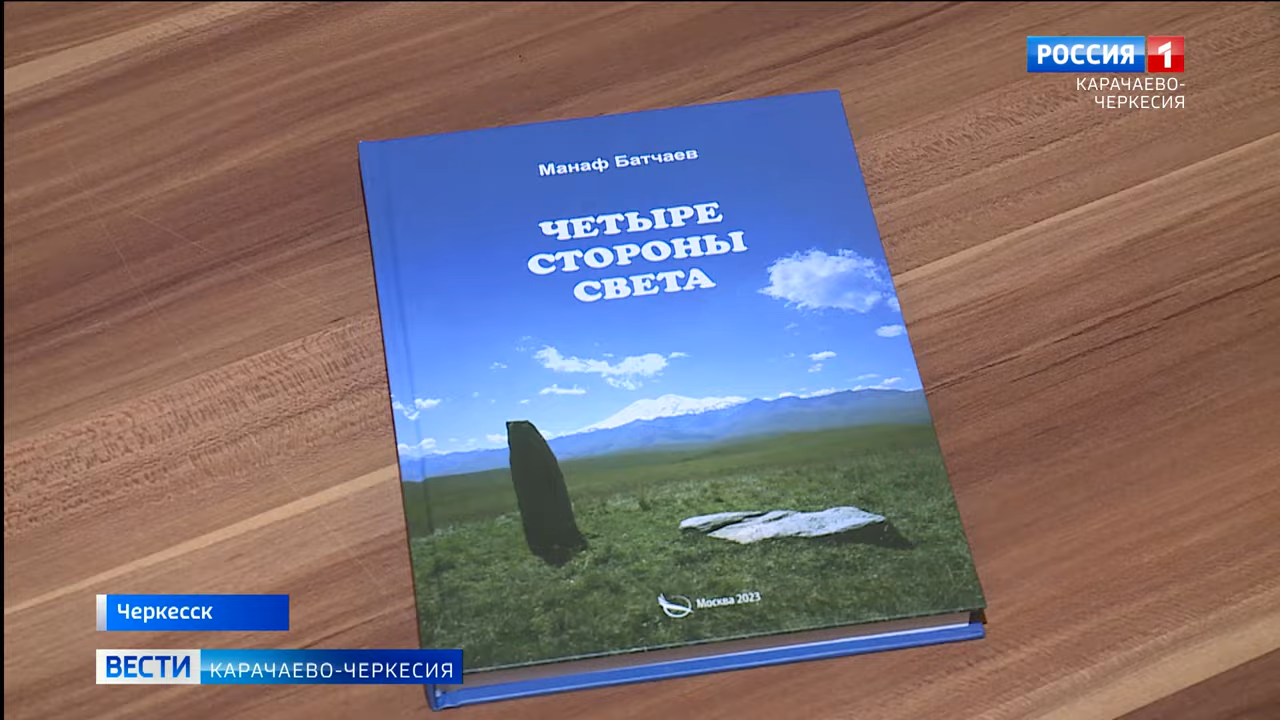 РОССИЯ 1
КАРАЧАЕВО-
ЧЕРКЕСИЯ
Манаф Батчаев
ЧЕТЫРЕ
СТОРОНЫ
СВЕТА
Москва 2023
Черкесск
ВЕСТИ КАРАЧАЕВО-ЧЕРКЕСИЯ